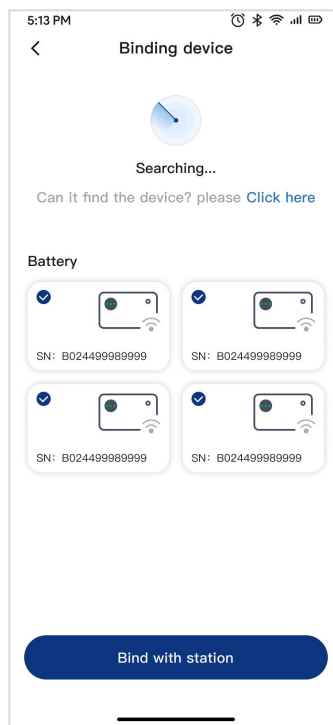 5:13 PM
Binding device
Searching...
Can it find the device? please Click here
Battery
SN: B024499989999
SN: B024499989999
SN: B024499989999
SN: B024499989999
Bind with station